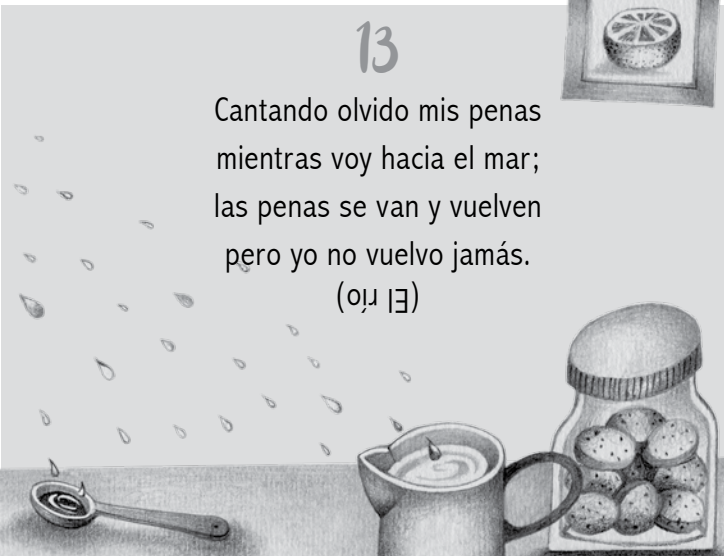 13
Cantando olvido mis penas
mientras voy hacia el mar;
las penas se van y vuelven
pero yo no vuelvo jamás.
(El río)